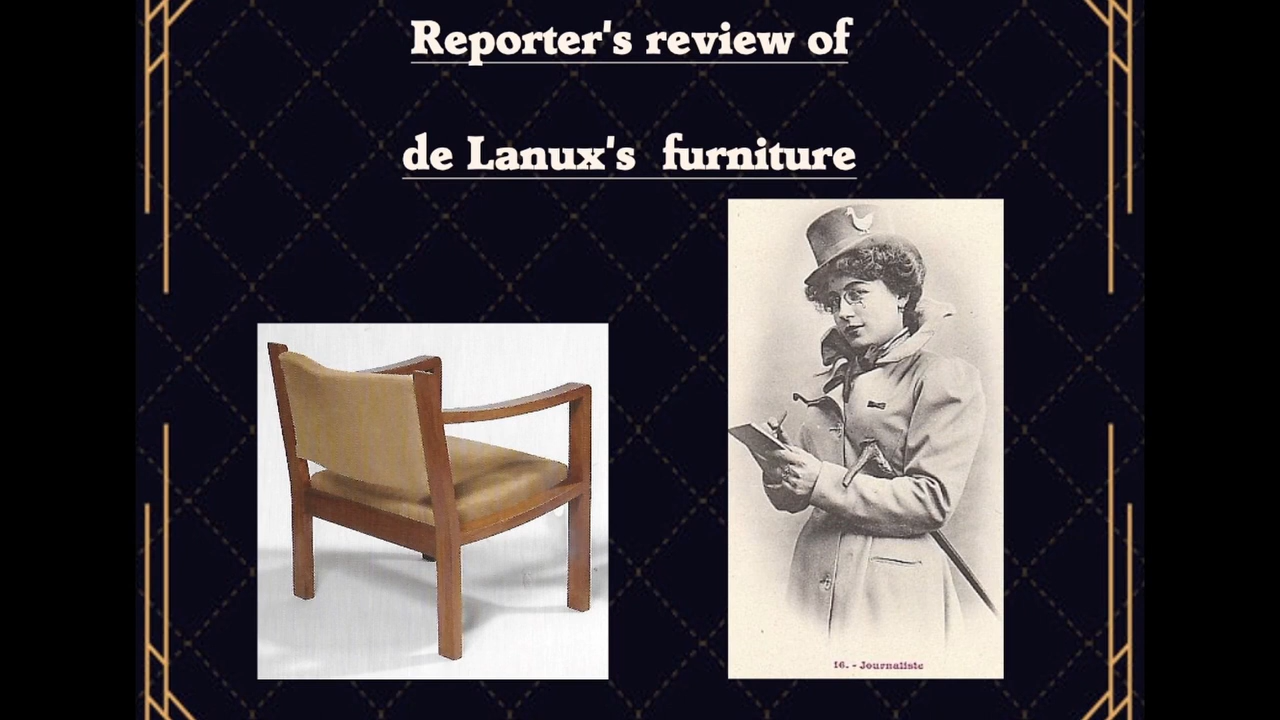 Reporter's review of
de Lanux's furniture
16. - Journaliste